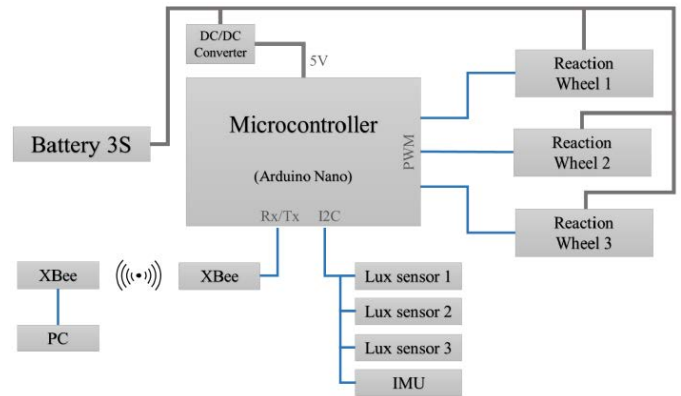 DC/DC
Converter
5V
Reaction
Wheel 1
Microcontroller
Battery 3S
(Arduino Nano)
PWM
Reaction
Wheel 2
Rx/Tx I2C
Reaction
Wheel 3
XBee
XBee
Lux sensor 1
Lux sensor 2
PC
Lux sensor 3
IMU